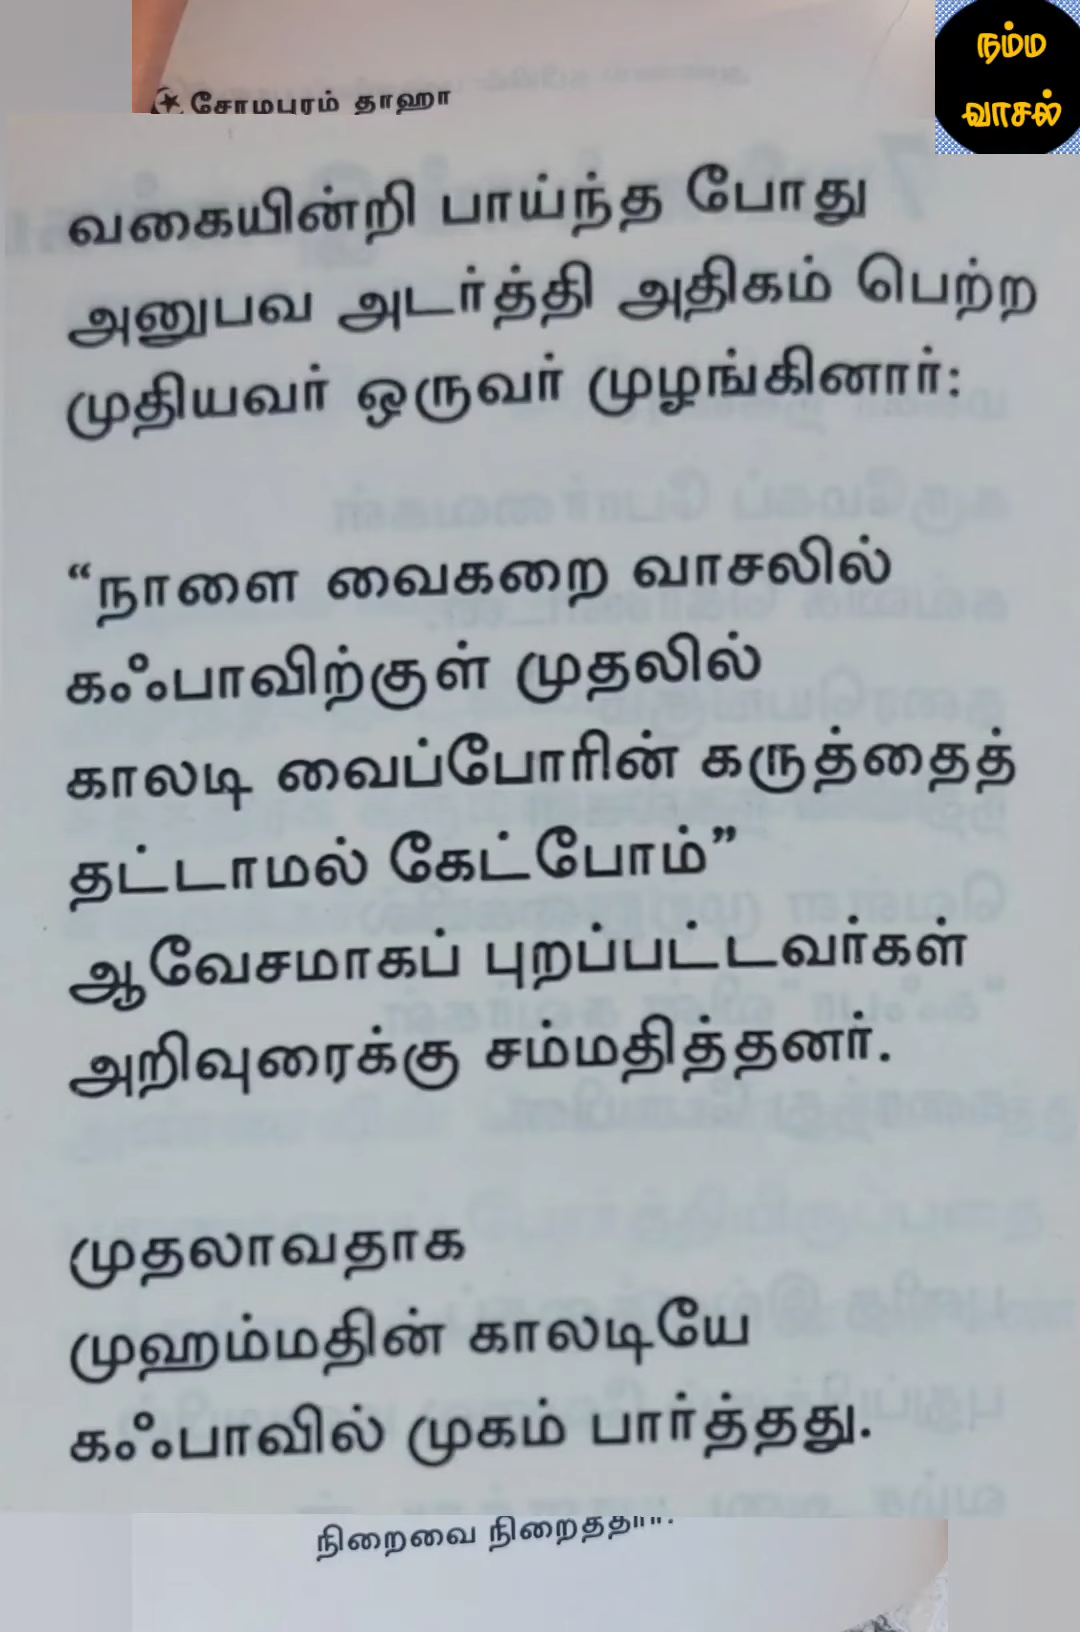 நம்ம
வாசல்
சோமபுரம் தாஹா
வகையின்றி பாய்ந்த போது
அனுபவ அடர்த்தி அதிகம் பெற்ற
முதியவர் ஒருவர் முழங்கினார்:
“நாளை வைகறை வாசலில்
கஃபாவிற்குள் முதலில்
காலடி வைப்போரின் கருத்தைத்
தட்டாமல் கேட்போம்”
ஆவேசமாகப் புறப்பட்டவர்கள்
அறிவுரைக்கு சம்மதித்தனர்.
முதலாவதாக
முஹம்மதின் காலடியே
கஃபாவில் முகம் பார்த்தது.
நிறைவை